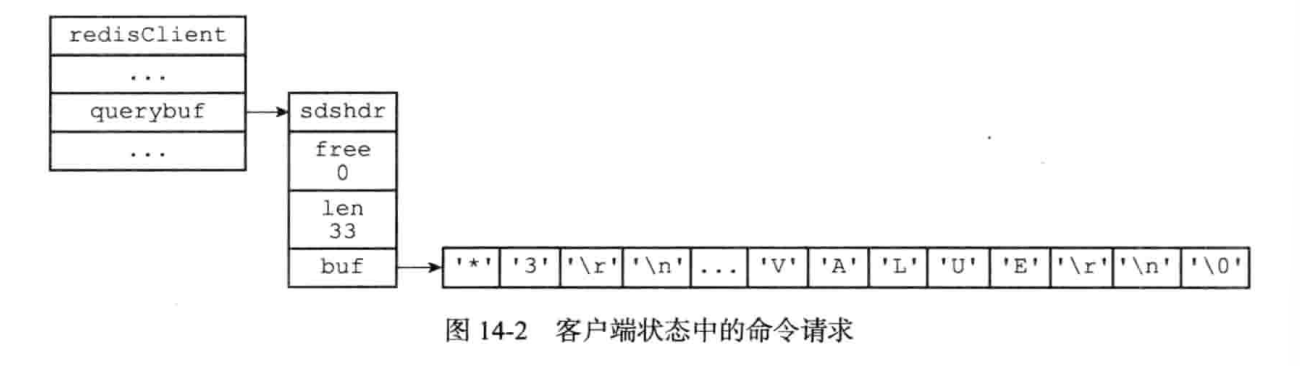 redisClient
...
querybuf
...
sdshdr
free
0
len
33
buf
'*' '3' '\r' '\n' ... 'V' 'A' 'L' 'U' 'E' '\r' '\n' '\0'
图 14-2 客户端状态中的命令请求